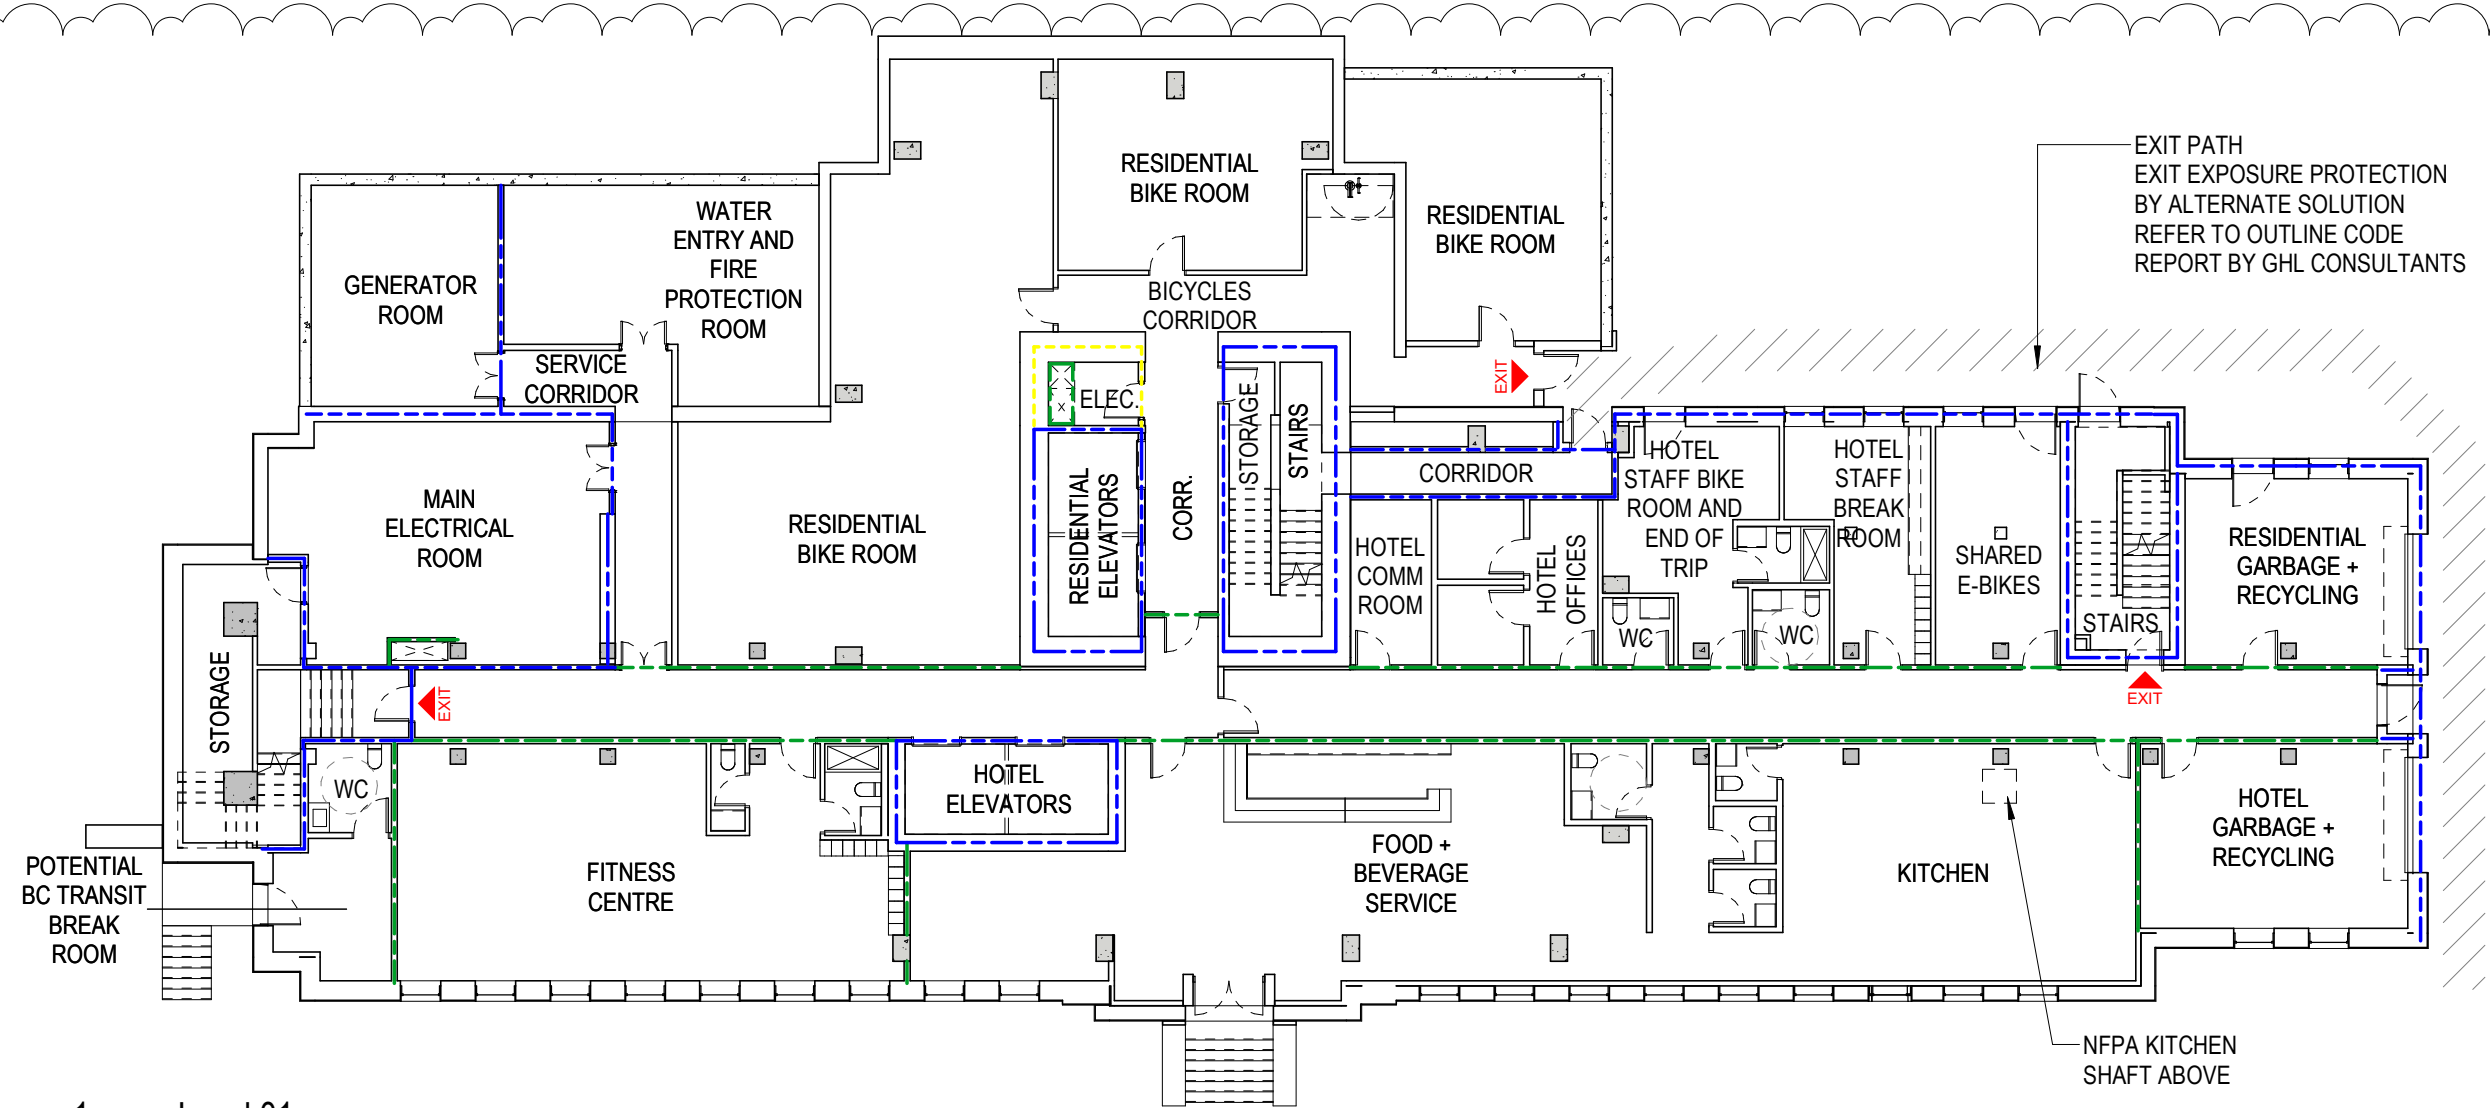 RESIDENTIAL
BIKE ROOM
EXIT PATH
EXIT EXPOSURE PROTECTION
BY ALTERNATE SOLUTION
REFER TO OUTLINE CODE
REPORT BY GHL CONSULTANTS
WATER
ENTRY AND
FIRE
PROTECTION
ROOM
RESIDENTIAL
BIKE ROOM
GENERATOR
ROOM
BICYCLES
CORRIDOR
SERVICE
CORRIDOR
EXIT
ELEC.
X
STORAGE
STAIRS
CORRIDOR
HOTEL
STAFF BIKE
ROOM AND
END OF
TRIP
HOTEL
STAFF
BREAK
ROOM
MAIN
ELECTRICAL
ROOM
RESIDENTIAL
BIKE ROOM
RESIDENTIAL
ELEVATORS
CORR.
HOTEL
COMM
ROOM
HOTEL
OFFICES
SHARED
E-BIKES
RESIDENTIAL
GARBAGE +
RECYCLING
WC
WC
STAIRS
STORAGE
EXIT
EXIT
WC
HOTEL
ELEVATORS
HOTEL
GARBAGE +
RECYCLING
POTENTIAL
BC TRANSIT
BREAK
ROOM
FITNESS
CENTRE
FOOD +
BEVERAGE
SERVICE
KITCHEN
NFPA KITCHEN
SHAFT ABOVE